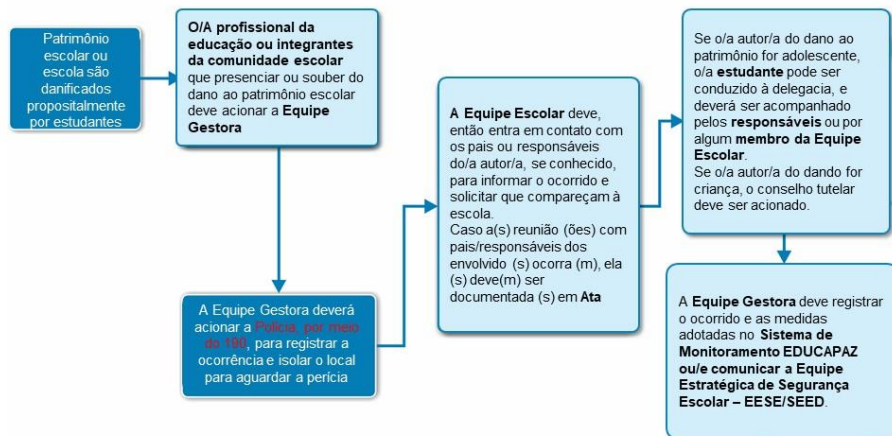 Patrimônio
escolar ou
escola são
danificados
propositalmente
por estudantes
O/A profissional da
educação ou integrantes
da comunidade escolar
que presenciar ou souber do
dano ao patrimônio escolar
deve acionar a Equipe
Gestora
A Equipe Gestora deverá
acionar a Polícia, por meio
do 190, para registrar a
ocorrência e isolar o local
para aguardar a perícia
A Equipe Escolar deve,
então entra em contato com
os pais ou responsáveis
do/a autor/a, se conhecido,
para informar o ocorrido e
solicitar que compareçam à
escola.
Caso a(s) reunião (ões) com
pais/responsáveis dos
envolvido (s) ocorra (m), ela
(s) deve(m) ser
documentada (s) em Ata
Se o/a autor/a do dano ao
patrimônio for adolescente,
o/a estudante pode ser
conduzido à delegacia, e
deverá ser acompanhado
pelos responsáveis ou por
algum membro da Equipe
Escolar.
Se o/a autor/a do dando for
criança, o conselho tutelar
deve ser acionado.
A Equipe Gestora deve registrar
o ocorrido e as medidas
adotadas no Sistema de
Monitoramento EDUCAPAZ
ou/e comunicar a Equipe
Estratégica de Segurança
Escolar – EESE/SEED.